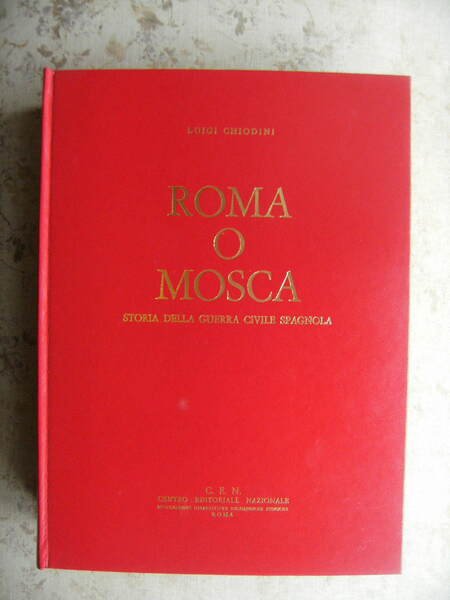 LUIGI CHIODINI
ROMA
O
MOSCA
STORIA DELLA GUERRA CIVILE SPAGNOLA
C. E. N.
CENTRO EDITORIALE NAZIONALE
ROMA